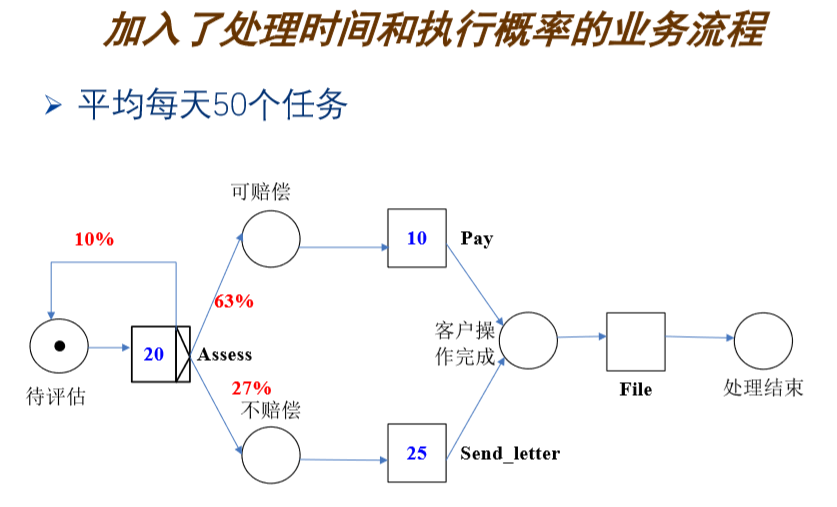 加入了处理时间和执行概率的业务流程
平均每天50个任务
可赔偿
10%
10
Pay
63%
客户操
作完成
20
Assess
待评估
27%
不赔偿
File
处理结束
25
Send_letter